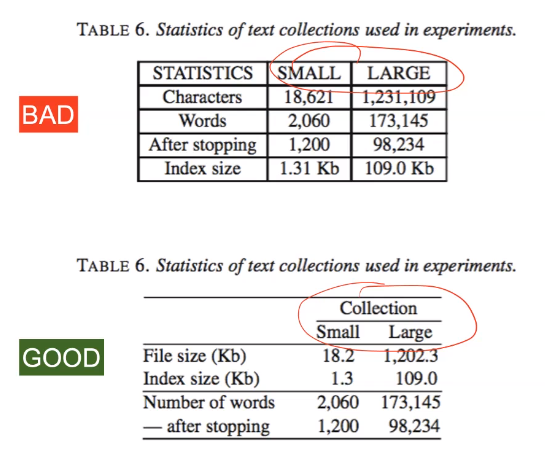 TABLE 6. Statistics of text collections used in experiments.
STATISTICS SMALL LARGE
BAD
Characters 18,621 1,231,109
Words 2,060 173,145
After stopping 1,200 98,234
Index size 1.31 Kb 109.0 Kb
TABLE 6. Statistics of text collections used in experiments.
Collection
Small Large
GOOD
File size (Kb) 18.2 1,202.3
Index size (Kb) 1.3 109.0
Number of words 2,060 173,145
— after stopping 1,200 98,234